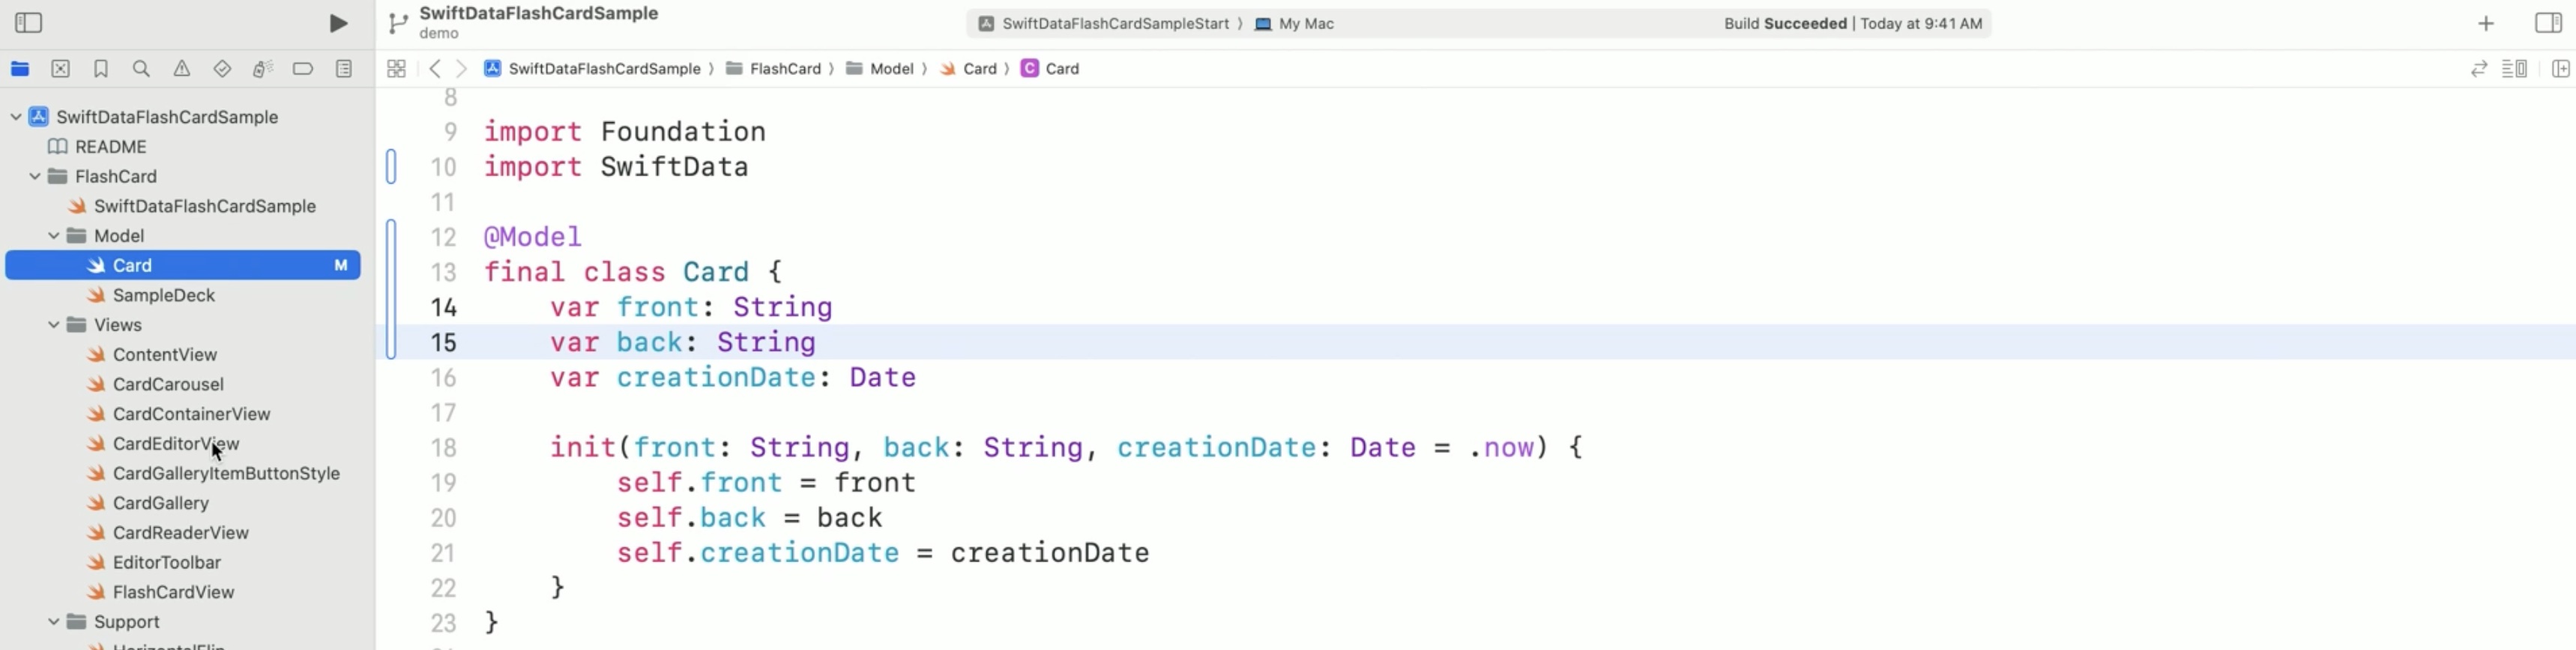 SwiftDataFlashCardSample
demo
SwiftDataFlashCardSampleStart 〉 My Mac
Build Succeeded | Today at 9:41 AM
SwiftDataFlashCardSample 〉 FlashCard 〉 Model 〉 Card 〉 C Card
SwiftDataFlashCardSample
README
FlashCard
SwiftDataFlashCardSample
Model
Card M
SampleDeck
Views
ContentView
CardCarousel
CardContainerView
CardEditorView
CardGalleryItemButtonStyle
CardGallery
CardReaderView
EditorToolbar
FlashCardView
Support
8
9 import Foundation
10 import SwiftData
11
12 @Model
13 final class Card {
14 var front: String
15 var back: String
16 var creationDate: Date
17
18 init(front: String, back: String, creationDate: Date = .now) {
19 self.front = front
20 self.back = back
21 self.creationDate = creationDate
22 }
23 }